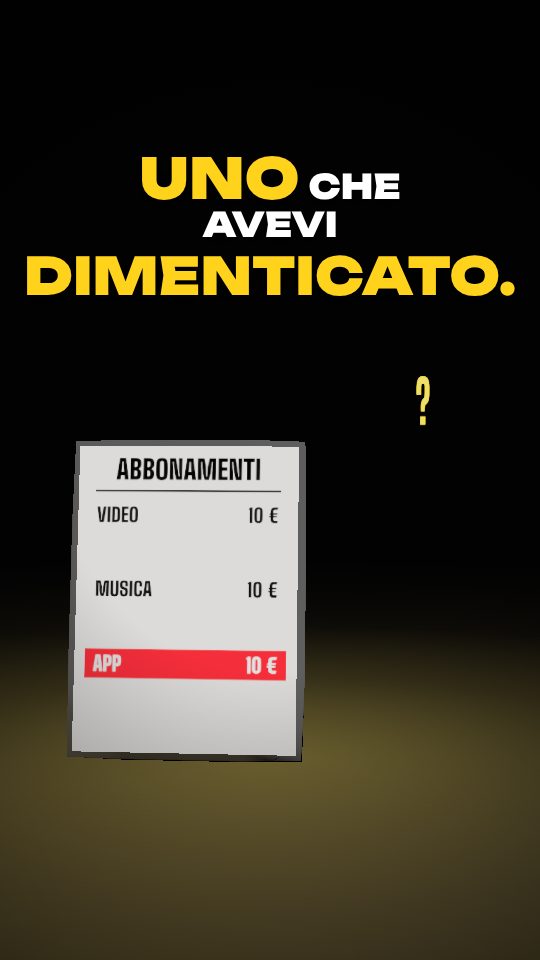 UNO CHE
AVEVI
DIMENTICATO.
?
ABBONAMENTI
VIDEO 10 €
MUSICA 10 €
APP 10 €